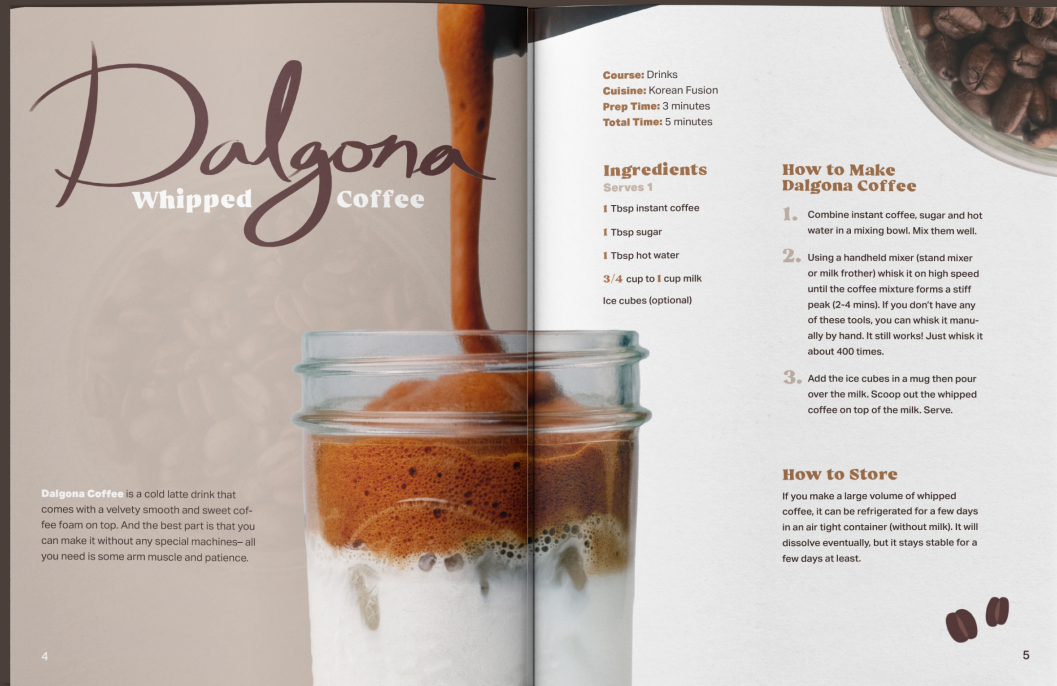 Dalgona
Whipped Coffee
Dalgona Coffee is a cold latte drink that
comes with a velvety smooth and sweet cof-
fee foam on top. And the best part is that you
can make it without any special machines– all
you need is some arm muscle and patience.
4
Course: Drinks
Cuisine: Korean Fusion
Prep Time: 3 minutes
Total Time: 5 minutes
Ingredients
Serves 1
1 Tbsp instant coffee
1 Tbsp sugar
1 Tbsp hot water
3/4 cup to 1 cup milk
Ice cubes (optional)
How to Make
Dalgona Coffee
1. Combine instant coffee, sugar and hot
water in a mixing bowl. Mix them well.
2. Using a handheld mixer (stand mixer
or milk frother) whisk it on high speed
until the coffee mixture forms a stiff
peak (2-4 mins). If you don't have any
of these tools, you can whisk it manu-
ally by hand. It still works! Just whisk it
about 400 times.
3. Add the ice cubes in a mug then pour
over the milk. Scoop out the whipped
coffee on top of the milk. Serve.
How to Store
If you make a large volume of whipped
coffee, it can be refrigerated for a few days
in an air tight container (without milk). It will
dissolve eventually, but it stays stable for a
few days at least.
5